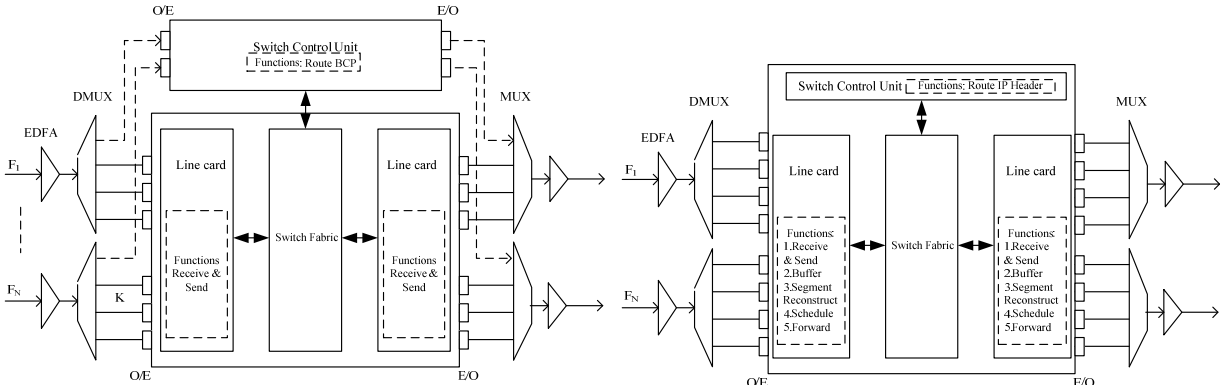 O/E
E/O
Switch Control Unit
Functions: Route BCP
DMUX
MUX
EDFA
F1
FN
K
Line card
Functions
Receive &
Send
Switch Fabric
Line card
Functions
Receive &
Send
O/E
E/O
Switch Control Unit
Functions: Route IP Header
DMUX
MUX
EDFA
F1
FN
Line card
Functions:
1.Receive
& Send
2.Buffer
3.Segment
Reconstruct
4.Schedule
5.Forward
Switch Fabric
Line card
Functions:
1.Receive
& Send
2.Buffer
3.Segment
Reconstruct
4.Schedule
5.Forward
O/E
E/O